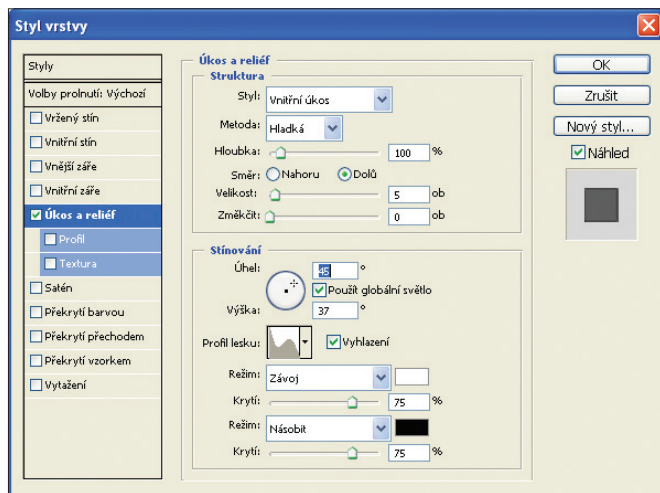 Styl vrstvy
Styly
Volby prolnutí: Výchozí
Vržený stín
Vnitřní stín
Vnější záře
Vnitřní záře
Úkos a reliéf
Profil
Textura
Satén
Překrytí barvou
Překrytí přechodem
Překrytí vzorkem
Vytažení
Úkos a reliéf
Struktura
Styl: Vnitřní úkos
Metoda: Hladká
Hloubka: 100 %
Směr: Nahoru Dolů
Velikost: 5 ob
Změkčit: 0 ob
Stínování
Úhel: 45 °
Použít globální světlo
Výška: 37 °
Profil lesku: Vyhlazení
Režim: Závoj
Krytí: 75 %
Režim: Násobit
Krytí: 75 %
OK
Zrušit
Nový styl...
Náhled